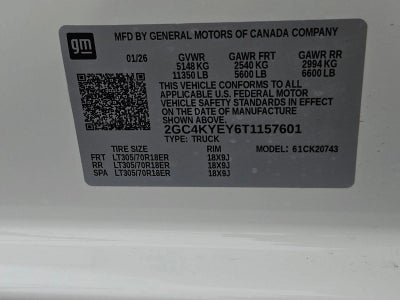 gm
MFD BY GENERAL MOTORS OF CANADA COMPANY
01/26 GVWR GAWR FRT GAWR RR
5148 KG 2540 KG 2994 KG
11350 LB 5600 LB 6600 LB
THIS VEHICLE CONFORMS TO ALL APPLICABLE
U.S. FEDERAL MOTOR
VEHICLE SAFETY STANDARDS IN EFFECT
ON THE DATE OF MANUFACTURE
SHOWN ABOVE.
2GC4KYEY6T1157601
TYPE: TRUCK MODEL: 61CK20743
TIRE SIZE RIM
FRT LT305/70R18ER 18X9J
RR LT305/70R18ER 18X9J
SPA LT305/70R18ER 18X9J